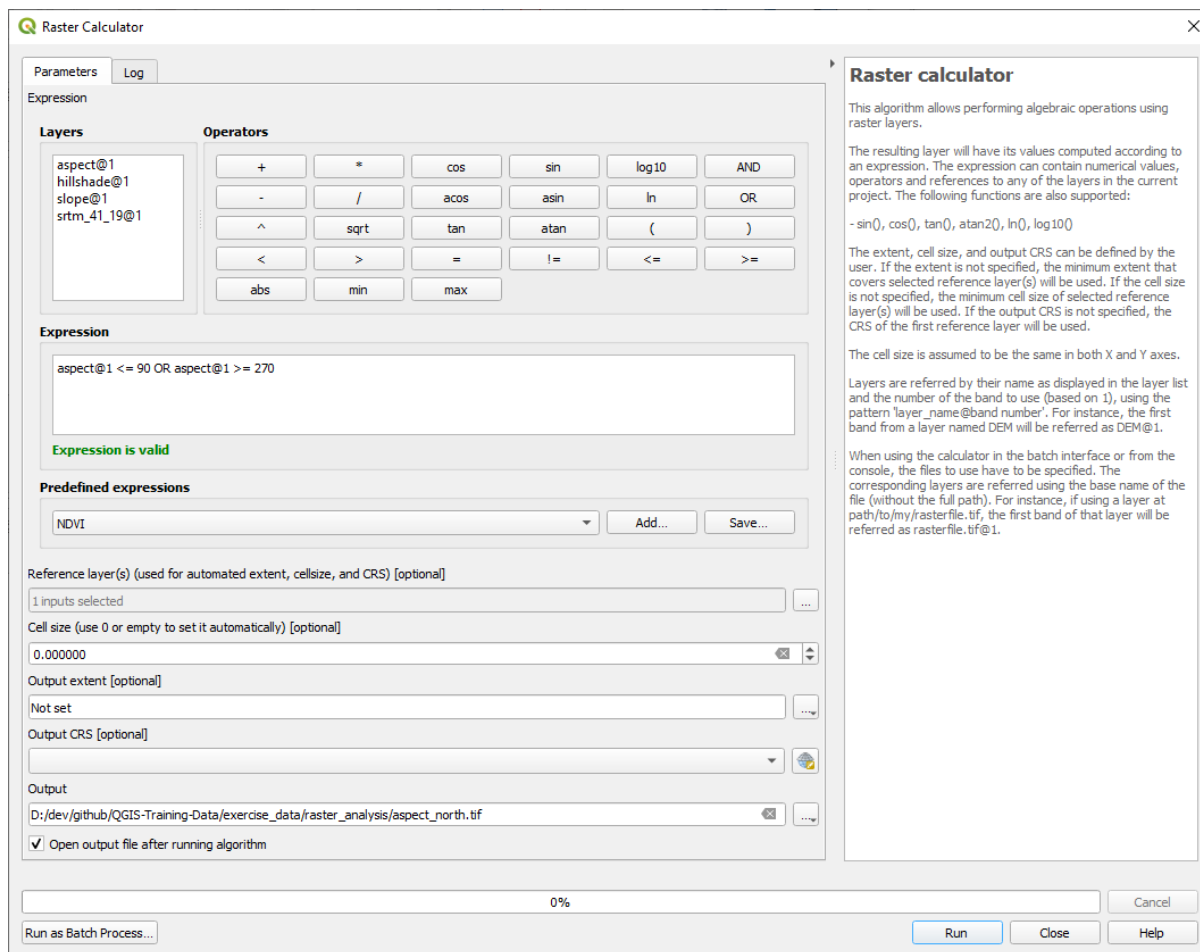 Raster Calculator
Parameters
Log
Expression
Layers
Operators
aspect@1
hillshade@1
slope@1
srtm_41_19@1
+ * cos sin log10 AND
- / acos asin ln OR
^ sqrt tan atan ( )
< > = != <= >=
abs min max
Expression
aspect@1 <= 90 OR aspect@1 >= 270
Expression is valid
Predefined expressions
NDVI
Add...
Save...
Reference layer(s) (used for automated extent, cellsize, and CRS) [optional]
1 inputs selected
...
Cell size (use 0 or empty to set it automatically) [optional]
0.000000
Output extent [optional]
Not set
...
Output CRS [optional]
Output
D:/dev/github/QGIS-Training-Data/exercise_data/raster_analysis/aspect_north.tif
...
Open output file after running algorithm
Raster calculator
This algorithm allows performing algebraic operations using
raster layers.
The resulting layer will have its values computed according to
an expression. The expression can contain numerical values,
operators and references to any of the layers in the current
project. The following functions are also supported:
- sin(), cos(), tan(), atan2(), ln(), log10()
The extent, cell size, and output CRS can be defined by the
user. If the extent is not specified, the minimum extent that
covers selected reference layer(s) will be used. If the cell size
is not specified, the minimum cell size of selected reference
layer(s) will be used. If the output CRS is not specified, the
CRS of the first reference layer will be used.
The cell size is assumed to be the same in both X and Y axes.
Layers are referred by their name as displayed in the layer list
and the number of the band to use (based on 1), using the
pattern 'layer_name@band number'. For instance, the first
band from a layer named DEM will be referred as DEM@1.
When using the calculator in the batch interface or from the
console, the files to use have to be specified. The
corresponding layers are referred using the base name of the
file (without the full path). For instance, if using a layer at
path/to/my/rasterfile.tif, the first band of that layer will be
referred as rasterfile.tif@1.
0%
Cancel
Run as Batch Process...
Run
Close
Help